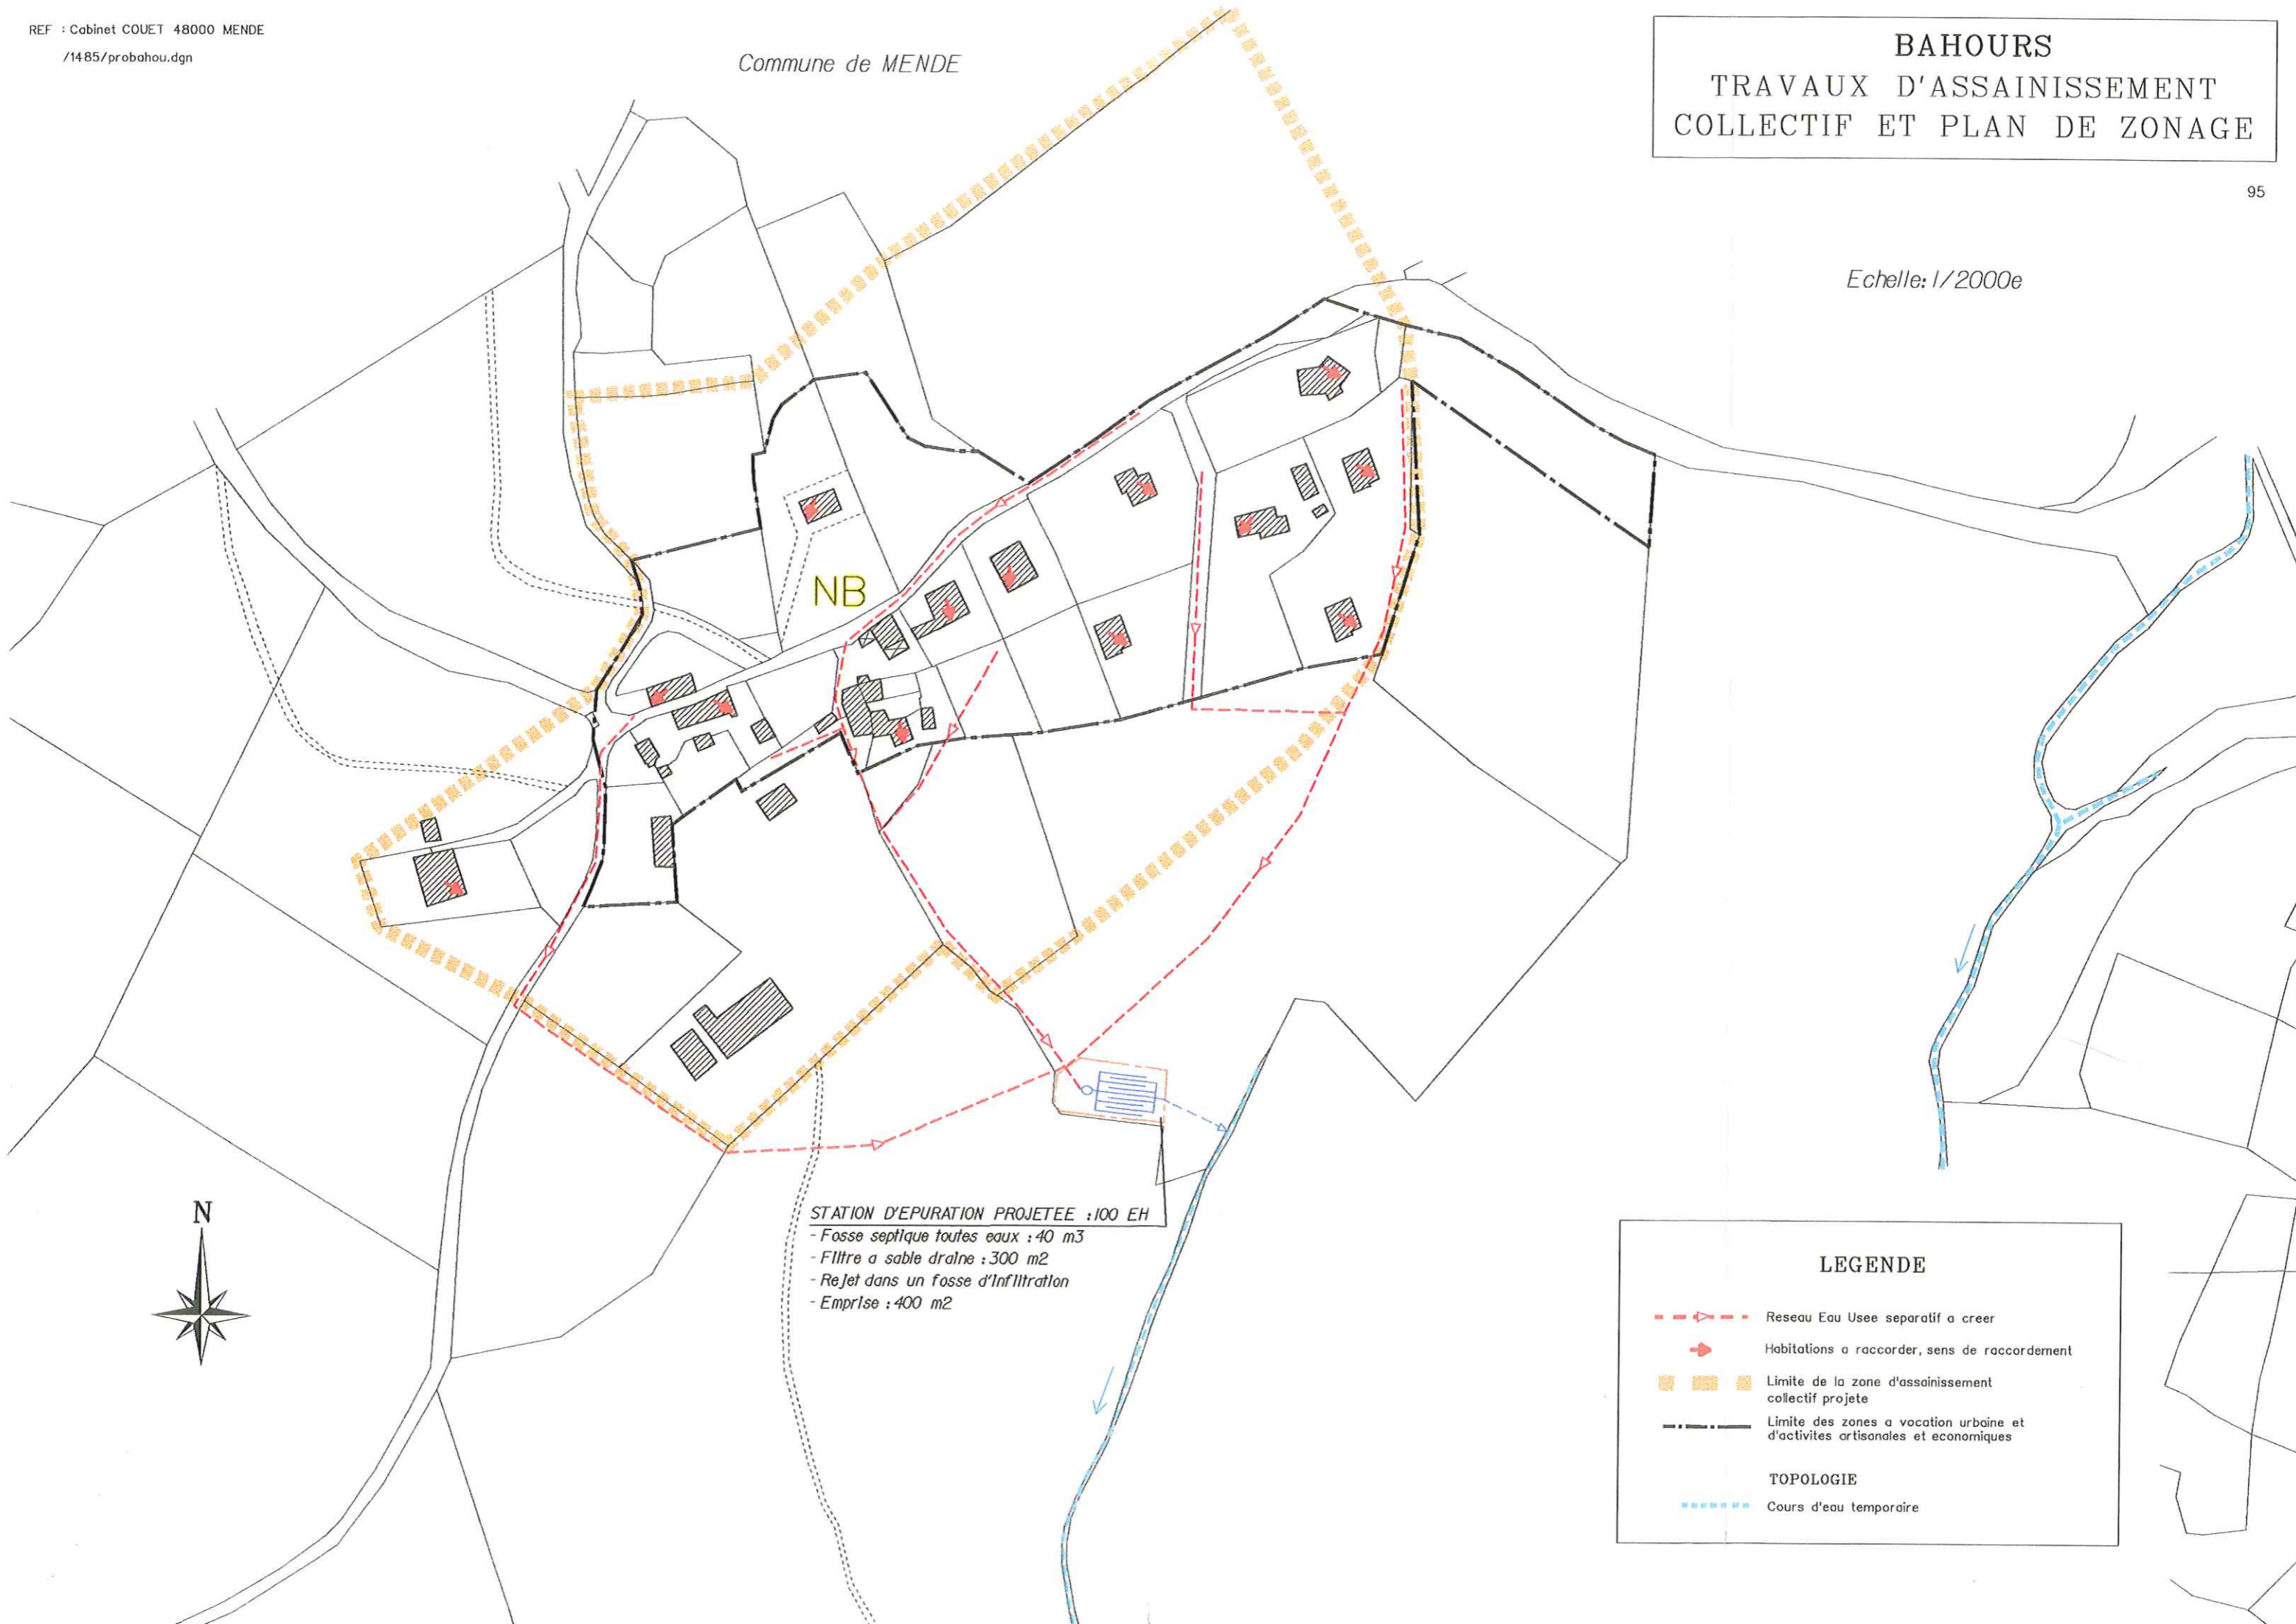 REF : Cabinet COUET 48000 MENDE
/1485/probahou.dgn
Commune de MENDE
BAHOURS
TRAVAUX D'ASSAINISSEMENT
COLLECTIF ET PLAN DE ZONAGE
95
Echelle: 1/2000e
NB
N
STATION D'EPURATION PROJETEE : 100 EH
- Fosse septique toutes eaux : 40 m3
- Filtre a sable draine : 300 m2
- Rejet dans un fosse d'infiltration
- Emprise : 400 m2
LEGENDE
Reseau Eau Usee separatif a creer
Habitations a raccorder, sens de raccordement
Limite de la zone d'assainissement
collectif projete
Limite des zones a vocation urbaine et
d'activites artisanales et economiques
TOPOLOGIE
Cours d'eau temporaire